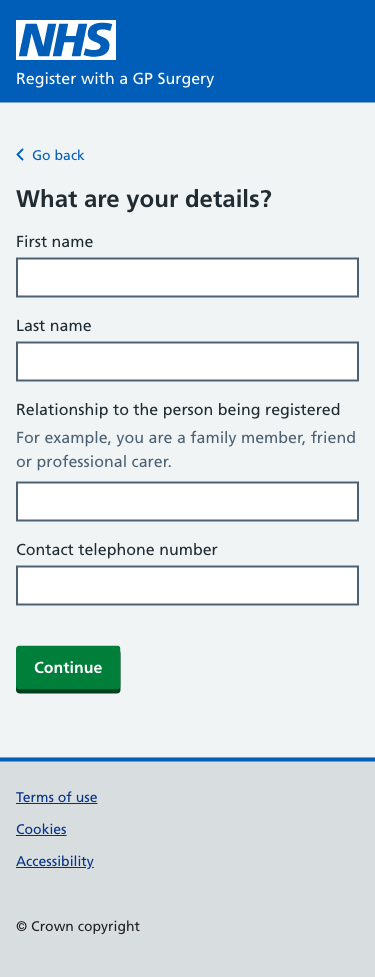 NHS
Register with a GP Surgery
Go back
What are your details?
First name
Last name
Relationship to the person being registered
For example, you are a family member, friend
or professional carer.
Contact telephone number
Continue
Terms of use
Cookies
Accessibility
© Crown copyright